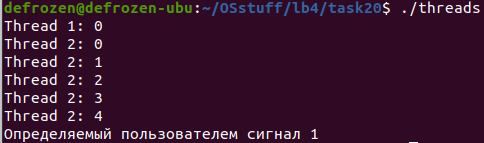 defrozen@defrozen-ubu:~/OSstuff/lb4/task20$ ./threads
Thread 1: 0
Thread 2: 0
Thread 2: 1
Thread 2: 2
Thread 2: 3
Thread 2: 4
Определяемый пользователем сигнал 1